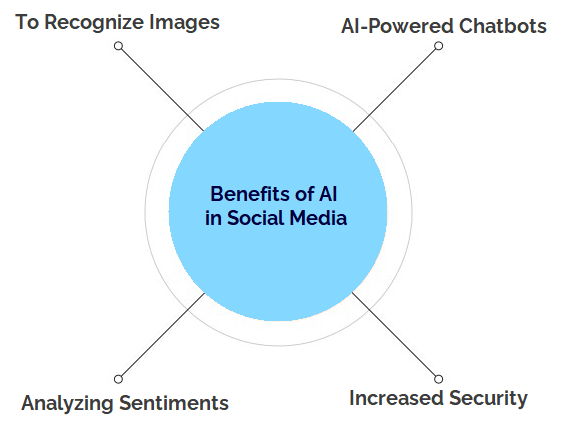 To Recognize Images
AI-Powered Chatbots
Benefits of AI
in Social Media
Analyzing Sentiments
Increased Security